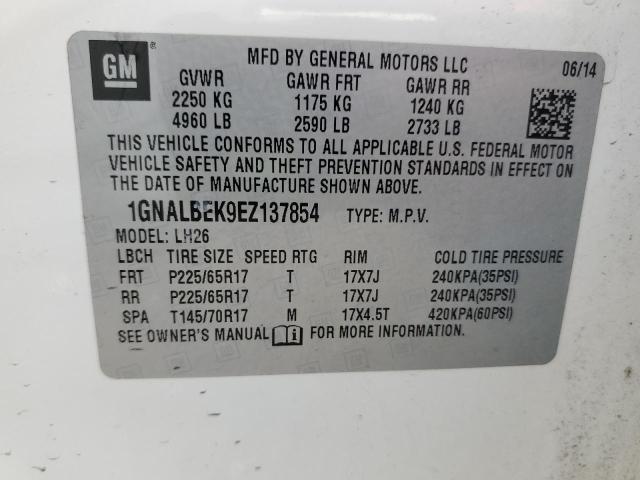 GM®
MFD BY GENERAL MOTORS LLC 06/14
GVWR GAWR FRT GAWR RR
2250 KG 1175 KG 1240 KG
4960 LB 2590 LB 2733 LB
THIS VEHICLE CONFORMS TO ALL APPLICABLE U.S. FEDERAL MOTOR
VEHICLE SAFETY AND THEFT PREVENTION STANDARDS IN EFFECT ON
THE DATE OF MANUFACTURE SHOWN ABOVE.
1GNALBEK9EZ137854 TYPE: M.P.V.
MODEL: LH26
LBCH TIRE SIZE SPEED RTG RIM COLD TIRE PRESSURE
FRT P225/65R17 T 17X7J 240KPA(35PSI)
RR P225/65R17 T 17X7J 240KPA(35PSI)
SPA T145/70R17 M 17X4.5T 420KPA(60PSI)
SEE OWNER'S MANUAL FOR MORE INFORMATION.